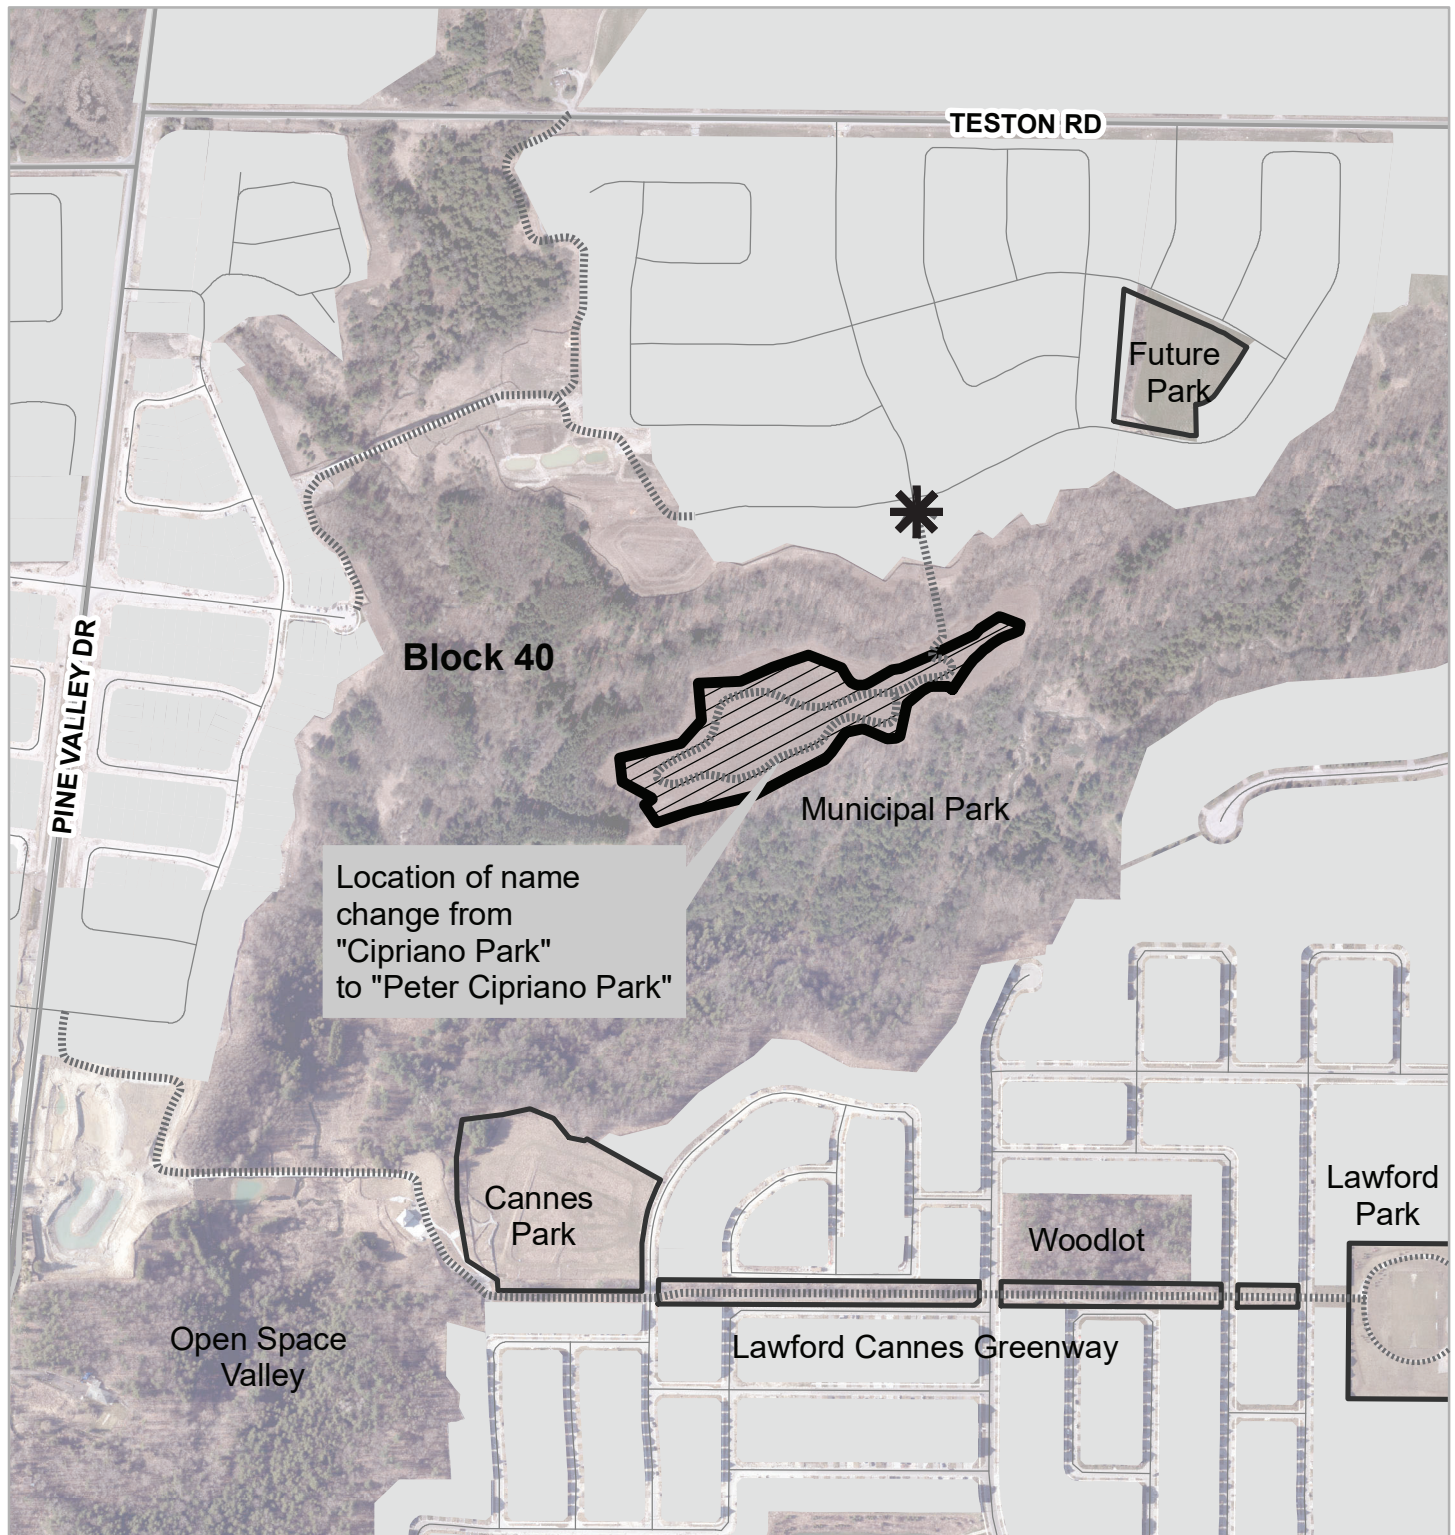 TESTON RD
Future
Park
PINE VALLEY DR
Block 40
Municipal Park
Location of name
change from
"Cipriano Park"
to "Peter Cipriano Park"
Cannes
Park
Woodlot
Lawford
Park
Open Space
Valley
Lawford Cannes Greenway